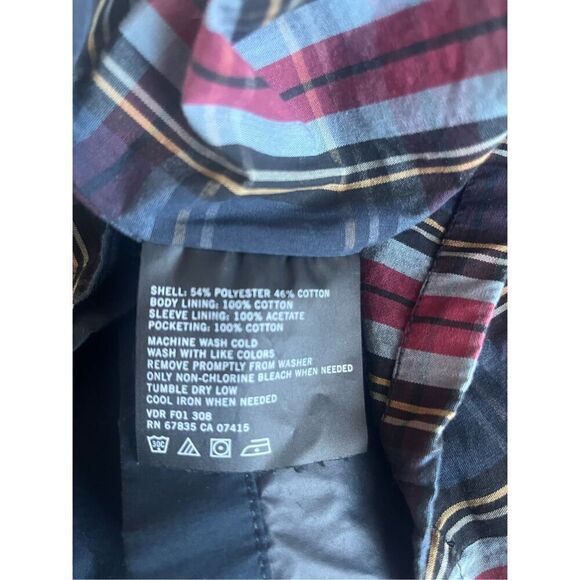 SHELL: 54% POLYESTER 46% COTTON
BODY LINING: 100% COTTON
SLEEVE LINING: 100% ACETATE
POCKETING: 100% COTTON
MACHINE WASH COLD
WASH WITH LIKE COLORS
REMOVE PROMPTLY FROM WASHER
ONLY NON-CHLORINE BLEACH WHEN NEEDED
TUMBLE DRY LOW
COOL IRON WHEN NEEDED
VDR F01 308
RN 67835 CA 07415
30C